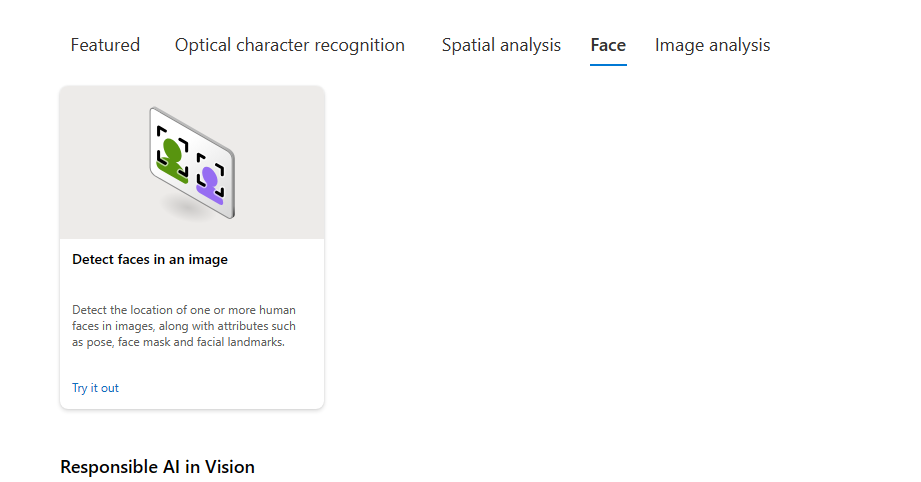 Featured Optical character recognition Spatial analysis Face Image analysis
Detect faces in an image
Detect the location of one or more human
faces in images, along with attributes such
as pose, face mask and facial landmarks.
Try it out
Responsible AI in Vision